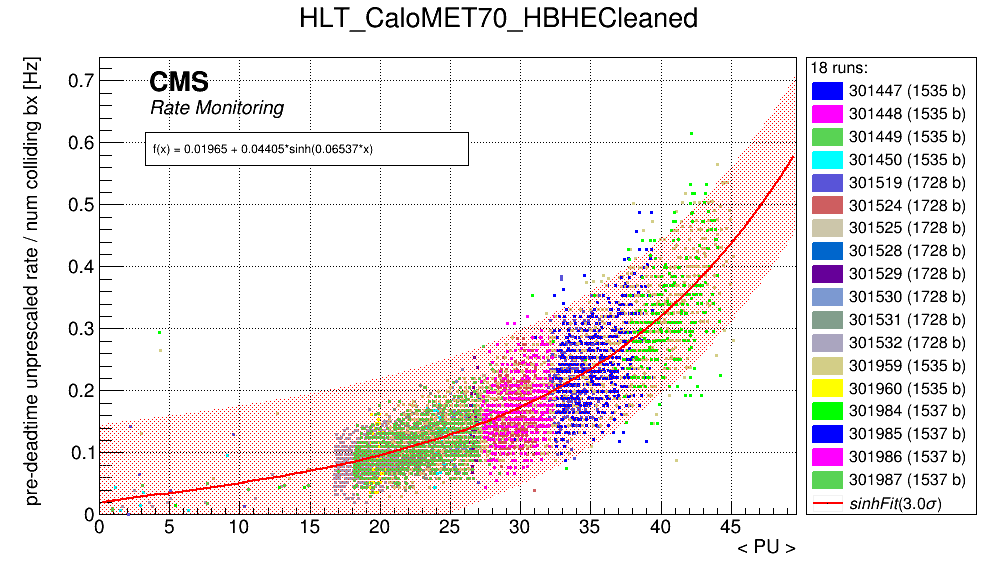 HLT_CaloMET70_HBHECleaned
pre-deadtime unprescaled rate / num colliding bx [Hz]
CMS
Rate Monitoring
f(x) = 0.01965 + 0.04405*sinh(0.06537*x)
0.7
0.6
0.5
0.4
0.3
0.2
0.1
0
0 5 10 15 20 25 30 35 40 45
< PU >
18 runs:
301447 (1535 b)
301448 (1535 b)
301449 (1535 b)
301450 (1535 b)
301519 (1728 b)
301524 (1728 b)
301525 (1728 b)
301528 (1728 b)
301529 (1728 b)
301530 (1728 b)
301531 (1728 b)
301532 (1728 b)
301959 (1535 b)
301960 (1535 b)
301984 (1537 b)
301985 (1537 b)
301986 (1537 b)
301987 (1537 b)
sinhFit(3.0σ)